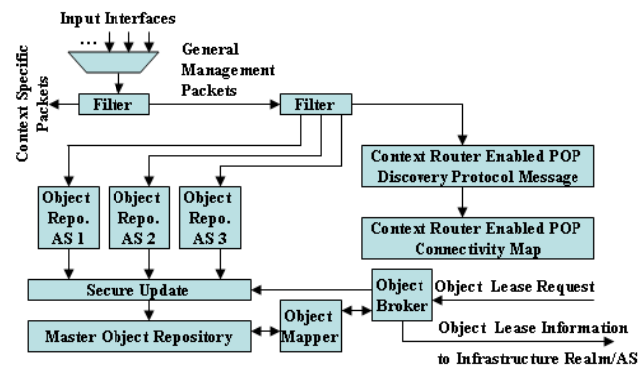 Input Interfaces
...
General
Management
Packets
Context Specific
Packets
Filter
Filter
Context Router Enabled POP
Discovery Protocol Message
Object
Repo.
AS 1
Object
Repo.
AS 2
Object
Repo.
AS 3
Context Router Enabled POP
Connectivity Map
Secure Update
Object
Broker
Object Lease Request
Master Object Repository
Object
Mapper
Object Lease Information
to Infrastructure Realm/AS